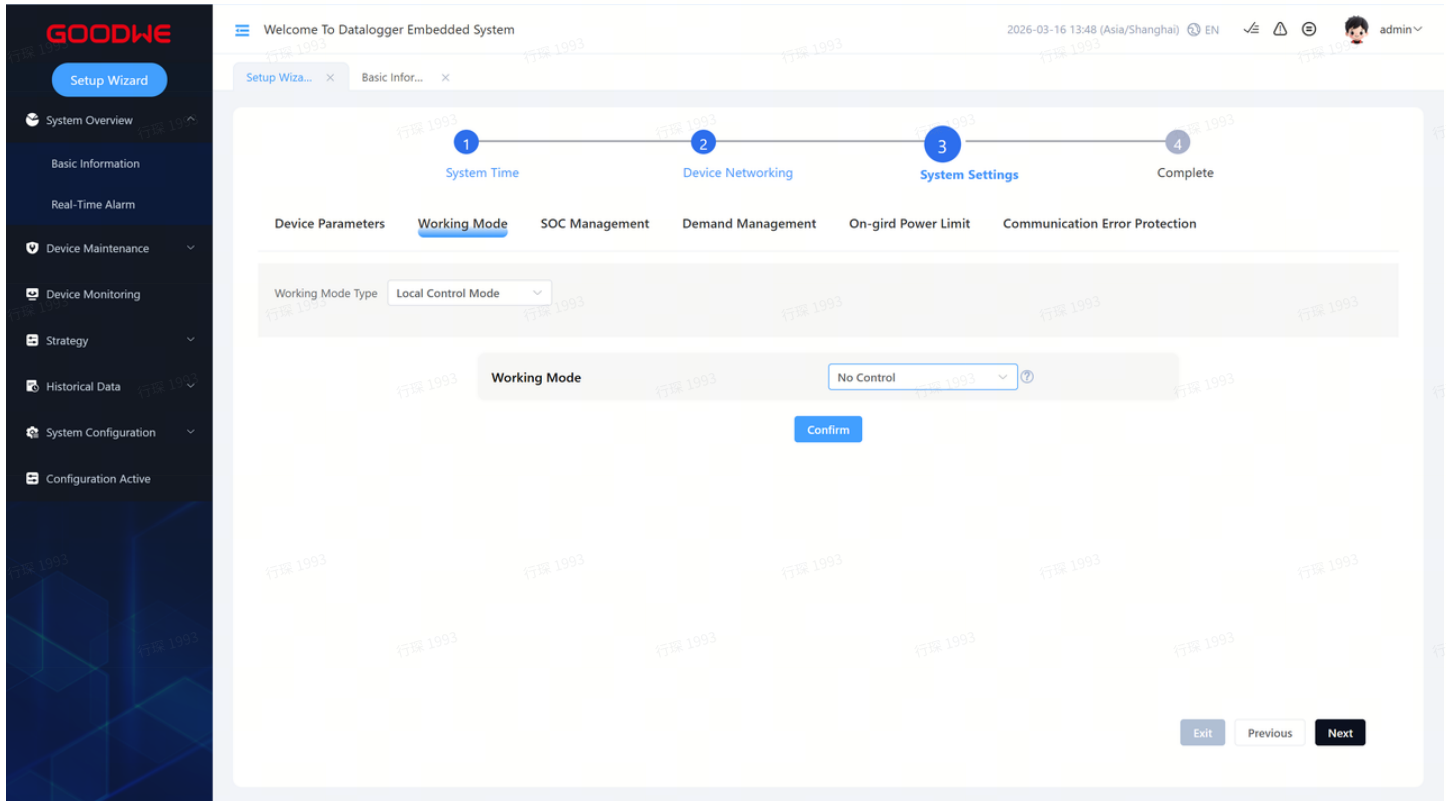 GOODWE
Welcome To Datalogger Embedded System
2026-03-16 13:48 (Asia/Shanghai) EN
admin
Setup Wizard
Setup Wiza...
Basic Infor...
System Overview
Basic Information
Real-Time Alarm
Device Maintenance
Device Monitoring
Strategy
Historical Data
System Configuration
Configuration Active
1
2
3
4
System Time
Device Networking
System Settings
Complete
Device Parameters
Working Mode
SOC Management
Demand Management
On-gird Power Limit
Communication Error Protection
Working Mode Type
Local Control Mode
Working Mode
No Control
Confirm
Exit
Previous
Next
行琛 1993